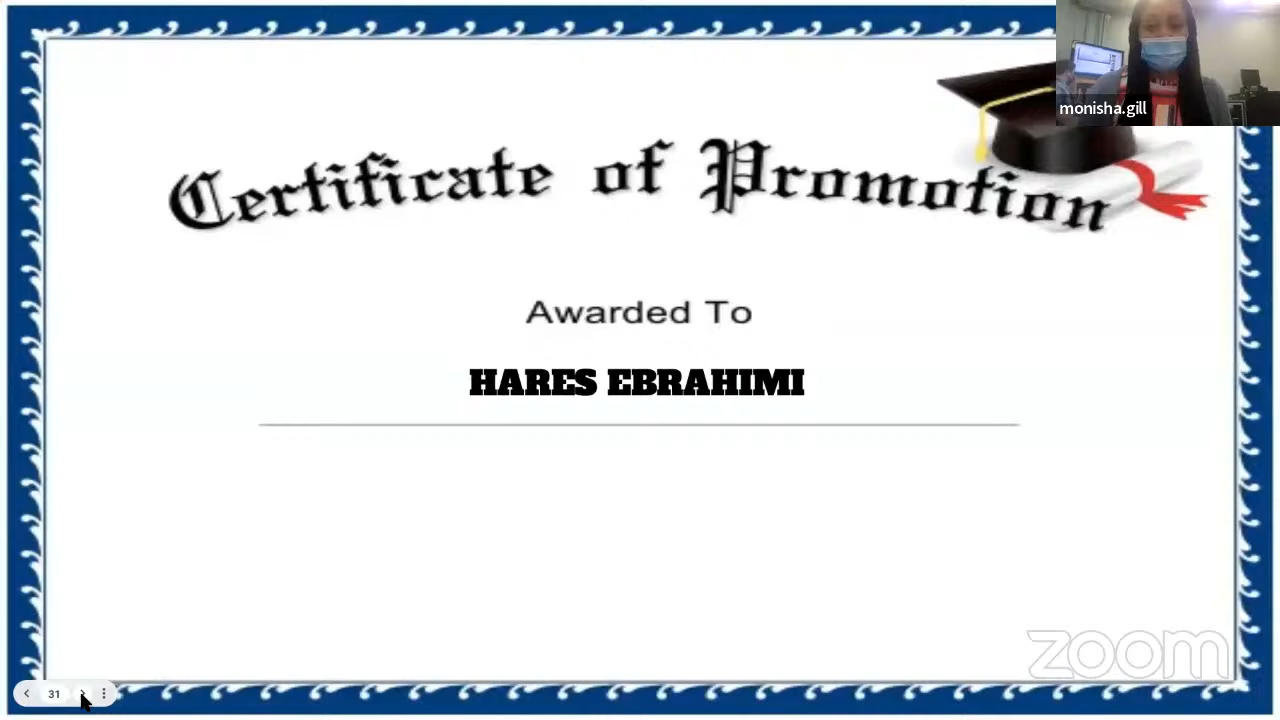 monisha.gill
Certificate of Promotion
Awarded To
HARES EBRAHIMI
zoom
31